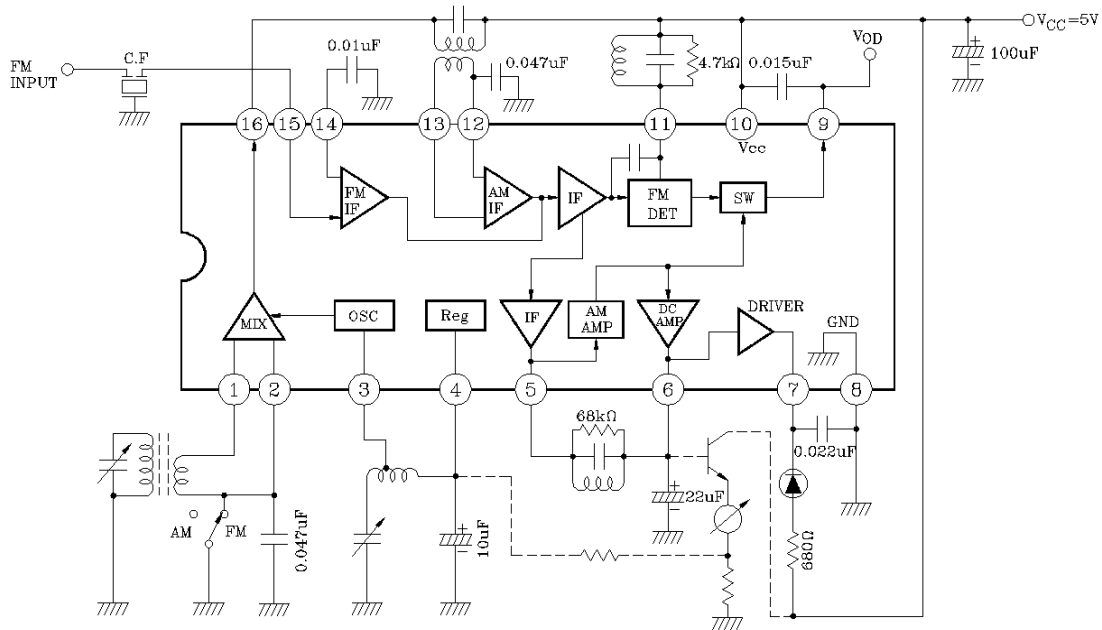 V_CC=5V
C.F
FM
INPUT
0.01uF
0.047uF
4.7kΩ
0.015uF
V_OD
100uF
+
-
16
15
14
13
12
11
10
9
Vcc
FM
IF
AM
IF
IF
FM
DET
SW
MIX
OSC
Reg
IF
AM
AMP
DC
AMP
DRIVER
GND
1
2
3
4
5
6
7
8
68kΩ
0.022uF
22uF
+
-
AM
FM
0.047uF
10uF
+
-
680Ω